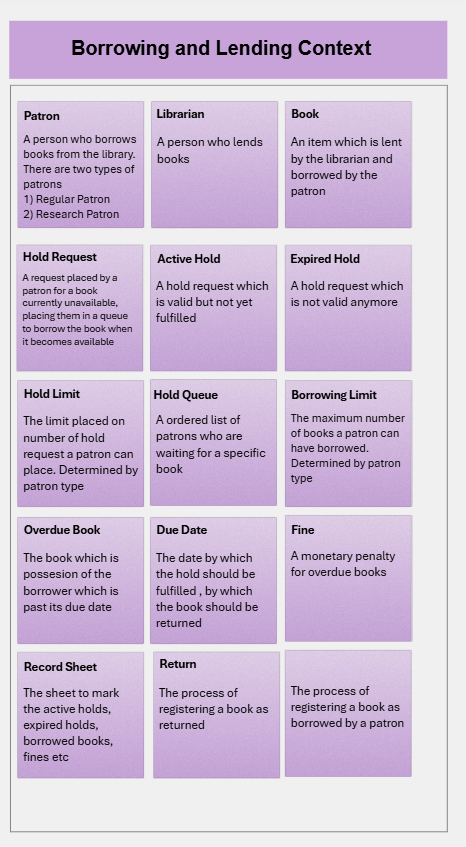 Borrowing and Lending Context
Patron
A person who borrows
books from the library.
There are two types of
patrons
1) Regular Patron
2) Research Patron
Librarian
A person who lends
books
Book
An item which is lent
by the librarian and
borrowed by the
patron
Hold Request
A request placed by a
patron for a book
currently unavailable,
placing them in a queue
to borrow the book when
it becomes available
Active Hold
A hold request which
is valid but not yet
fulfilled
Expired Hold
A hold request which
is not valid anymore
Hold Limit
The limit placed on
number of hold
request a patron can
place. Determined by
patron type
Hold Queue
A ordered list of
patrons who are
waiting for a specific
book
Borrowing Limit
The maximum number
of books a patron can
have borrowed.
Determined by patron
type
Overdue Book
The book which is
possesion of the
borrower which is
past its due date
Due Date
The date by which
the hold should be
fulfilled , by which
the book should be
returned
Fine
A monetary penalty
for overdue books
Record Sheet
The sheet to mark
the active holds,
expired holds,
borrowed books,
fines etc
Return
The process of
registering a book as
returned
The process of
registering a book as
borrowed by a patron